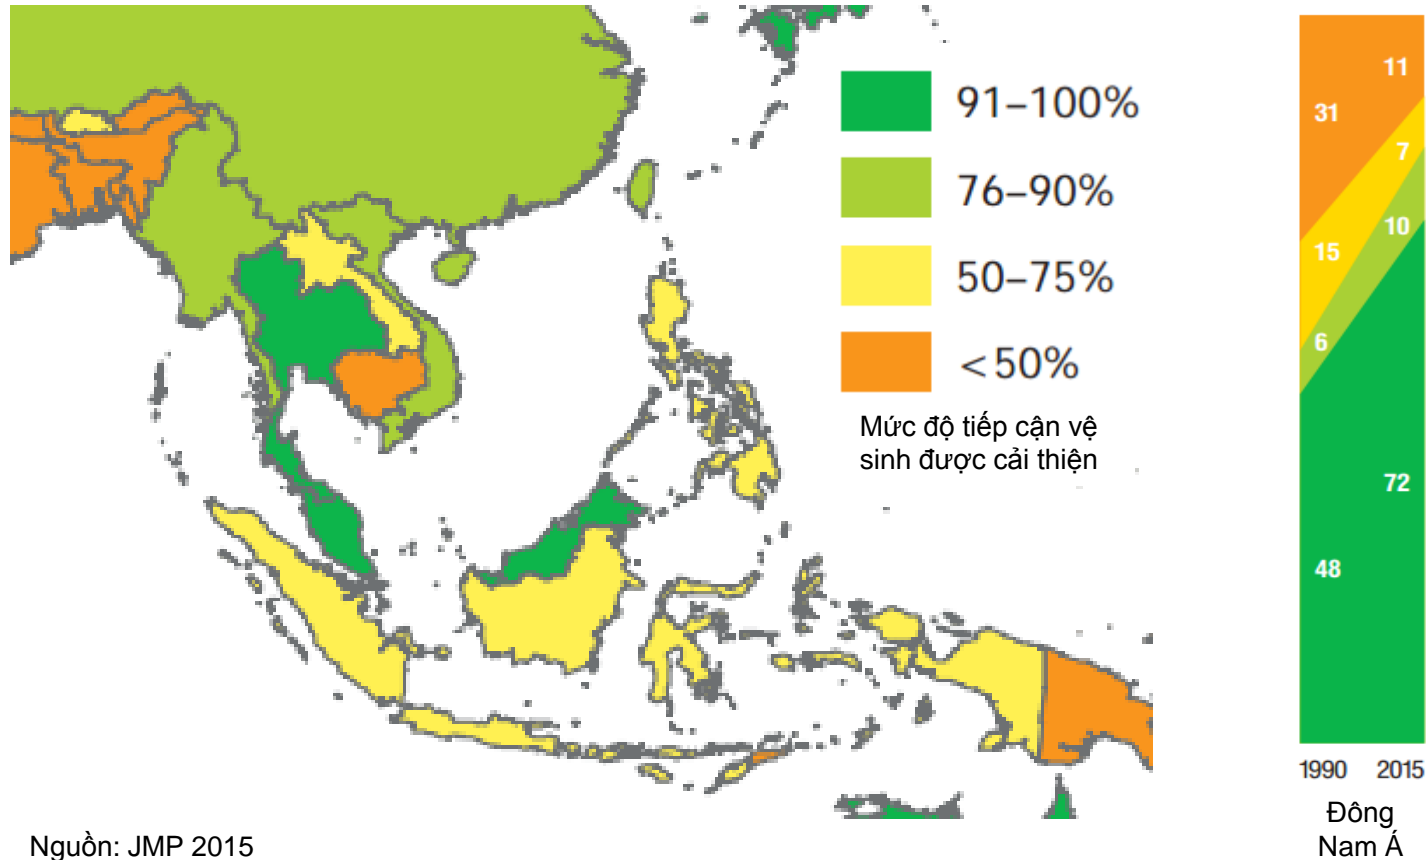 91–100%
76–90%
50–75%
<50%
Mức độ tiếp cận vệ
sinh được cải thiện
11
31
7
10
15
6
72
48
1990 2015
Đông
Nam Á
Nguồn: JMP 2015